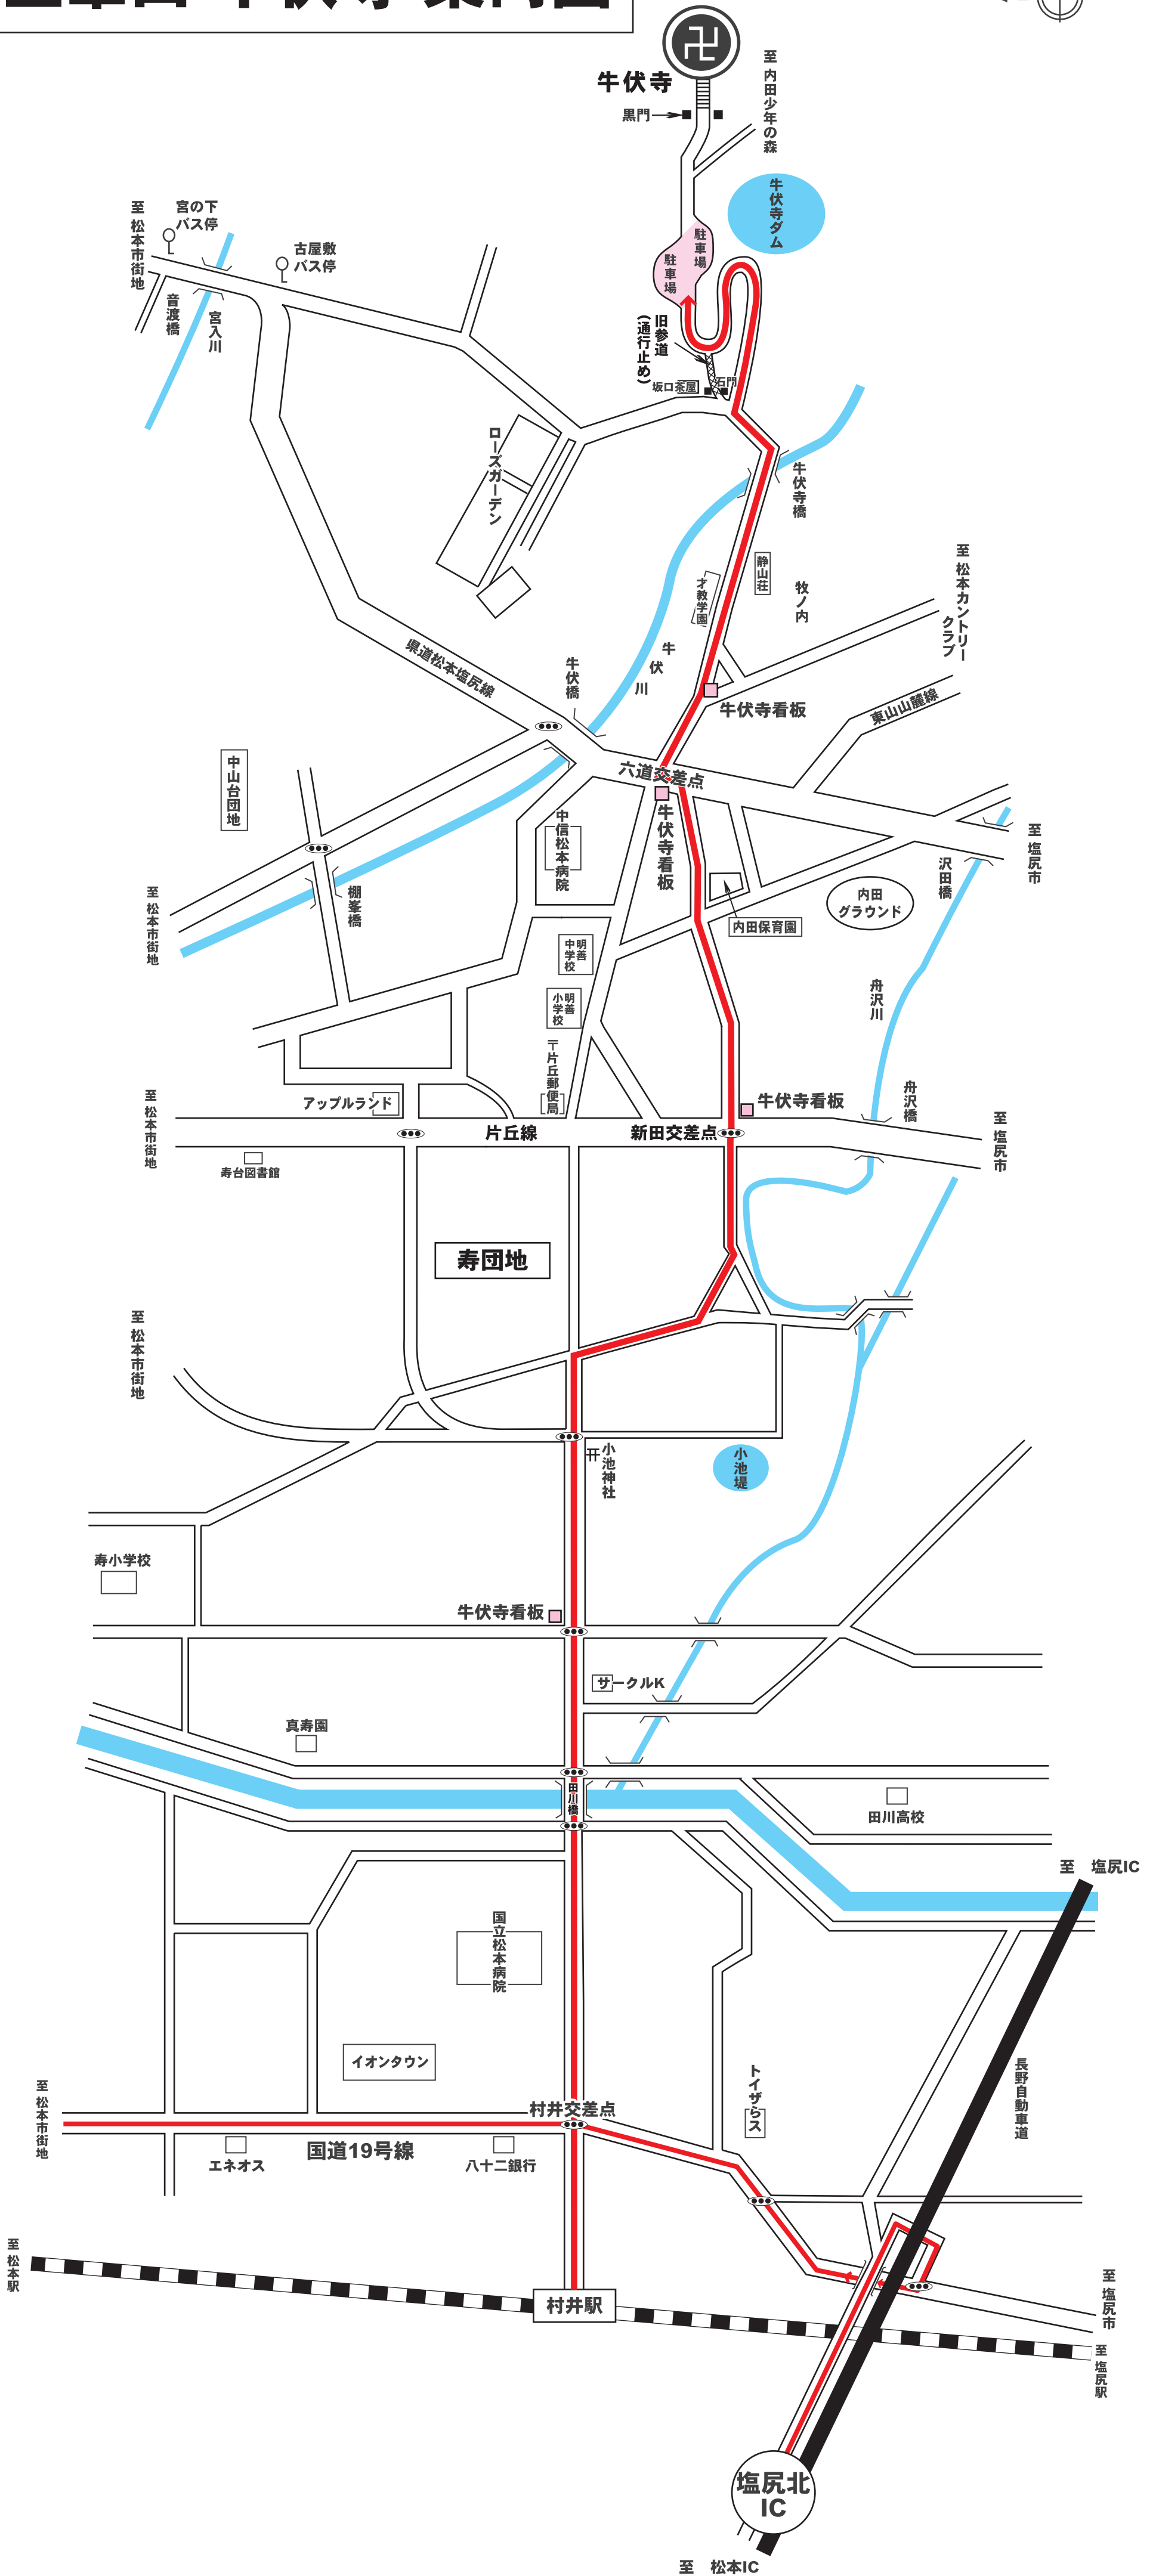 牛伏寺
黒門
至 内田少年の森
牛伏寺ダム
駐車場
駐車場
旧参道
(通行止め)
坂口茶屋
石門
至 松本市街地
宮の下
バス停
古屋敷
バス停
音渡橋
宮入川
ローズガーデン
牛伏寺橋
静山荘
才教学園
牧ノ内
至 松本カントリー
クラブ
牛伏川
牛伏橋
県道松本塩尻線
牛伏寺看板
東山山麓線
六道交差点
牛伏寺看板
中山台団地
中信松本病院
至 塩尻市
沢田橋
内田
グラウンド
内田保育園
棚峯橋
至 松本市街地
明善
中学校
明善
小学校
舟沢川
〒片丘郵便局
舟沢橋
アップルランド
牛伏寺看板
至 松本市街地
片丘線
新田交差点
至 塩尻市
寿台図書館
寿団地
至 松本市街地
小池神社
小池堤
寿小学校
牛伏寺看板
サークルK
真寿園
田川橋
田川高校
至 塩尻IC
国立松本病院
イオンタウン
トイザらス
長野自動車道
至 松本市街地
村井交差点
国道19号線
エネオス
八十二銀行
至 松本駅
村井駅
至 塩尻市
至 塩尻駅
塩尻北
IC
至 松本IC